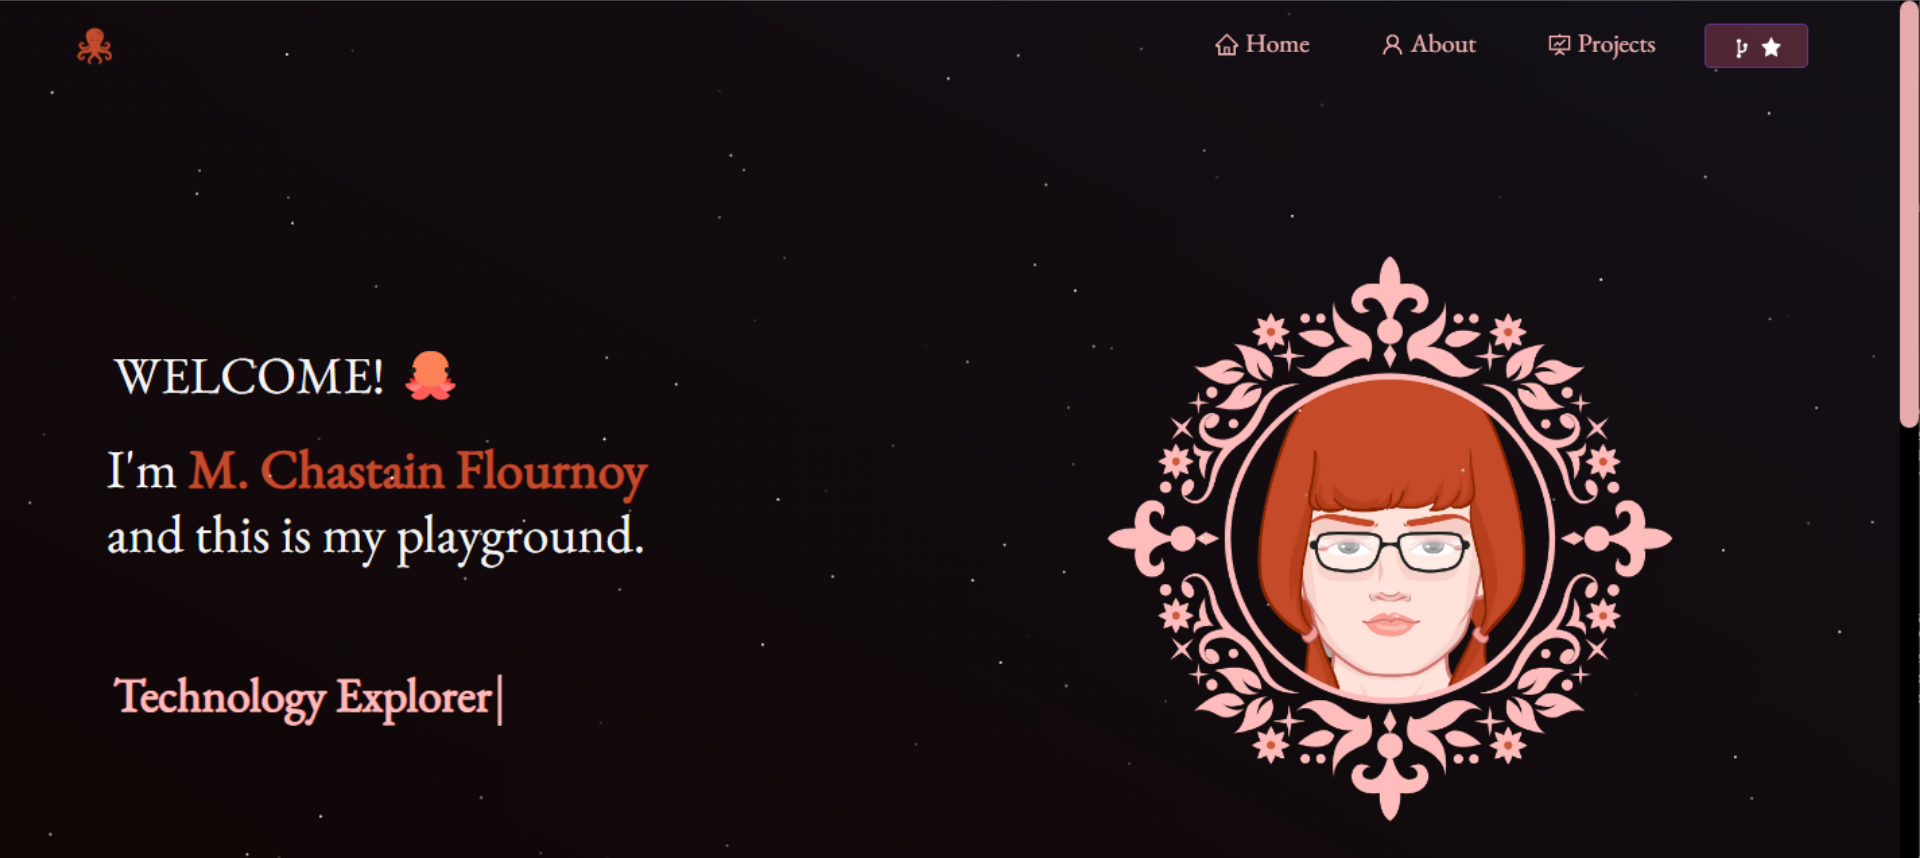 Home
About
Projects
WELCOME!
I'm M. Chastain Flournoy
and this is my playground.
Technology Explorer|